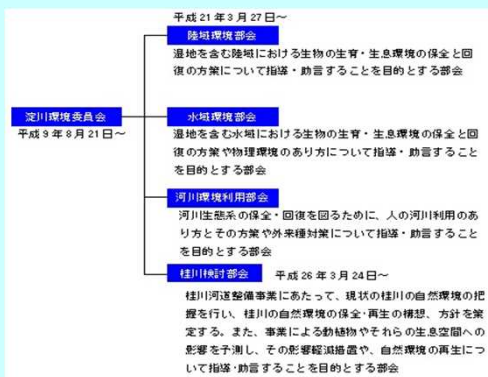 平成21年3月27日～
陸域環境部会
湿地を含む陸域における生物の生育・生息環境の保全と回
復の方策について指導・助言することを目的とする部会
淀川環境委員会
平成9年8月21日～
水域環境部会
湿地を含む水域における生物の生育・生息環境の保全と回
復の方策や物理環境のあり方について指導・助言すること
を目的とする部会
河川環境利用部会
河川生態系の保全・回復を図るために、人の河川利用のあ
り方とその方策や外来種対策について指導・助言すること
を目的とする部会
桂川検討部会 平成26年3月24日～
桂川河道整備事業にあたって、現状の桂川の自然環境の把
握を行い、桂川の自然環境の保全・再生の構想、方針を策
定する。また、事業による動植物やそれらの生息空間への
影響を予測し、その影響軽減措置や、自然環境の再生につ
いて指導・助言することを目的とする部会